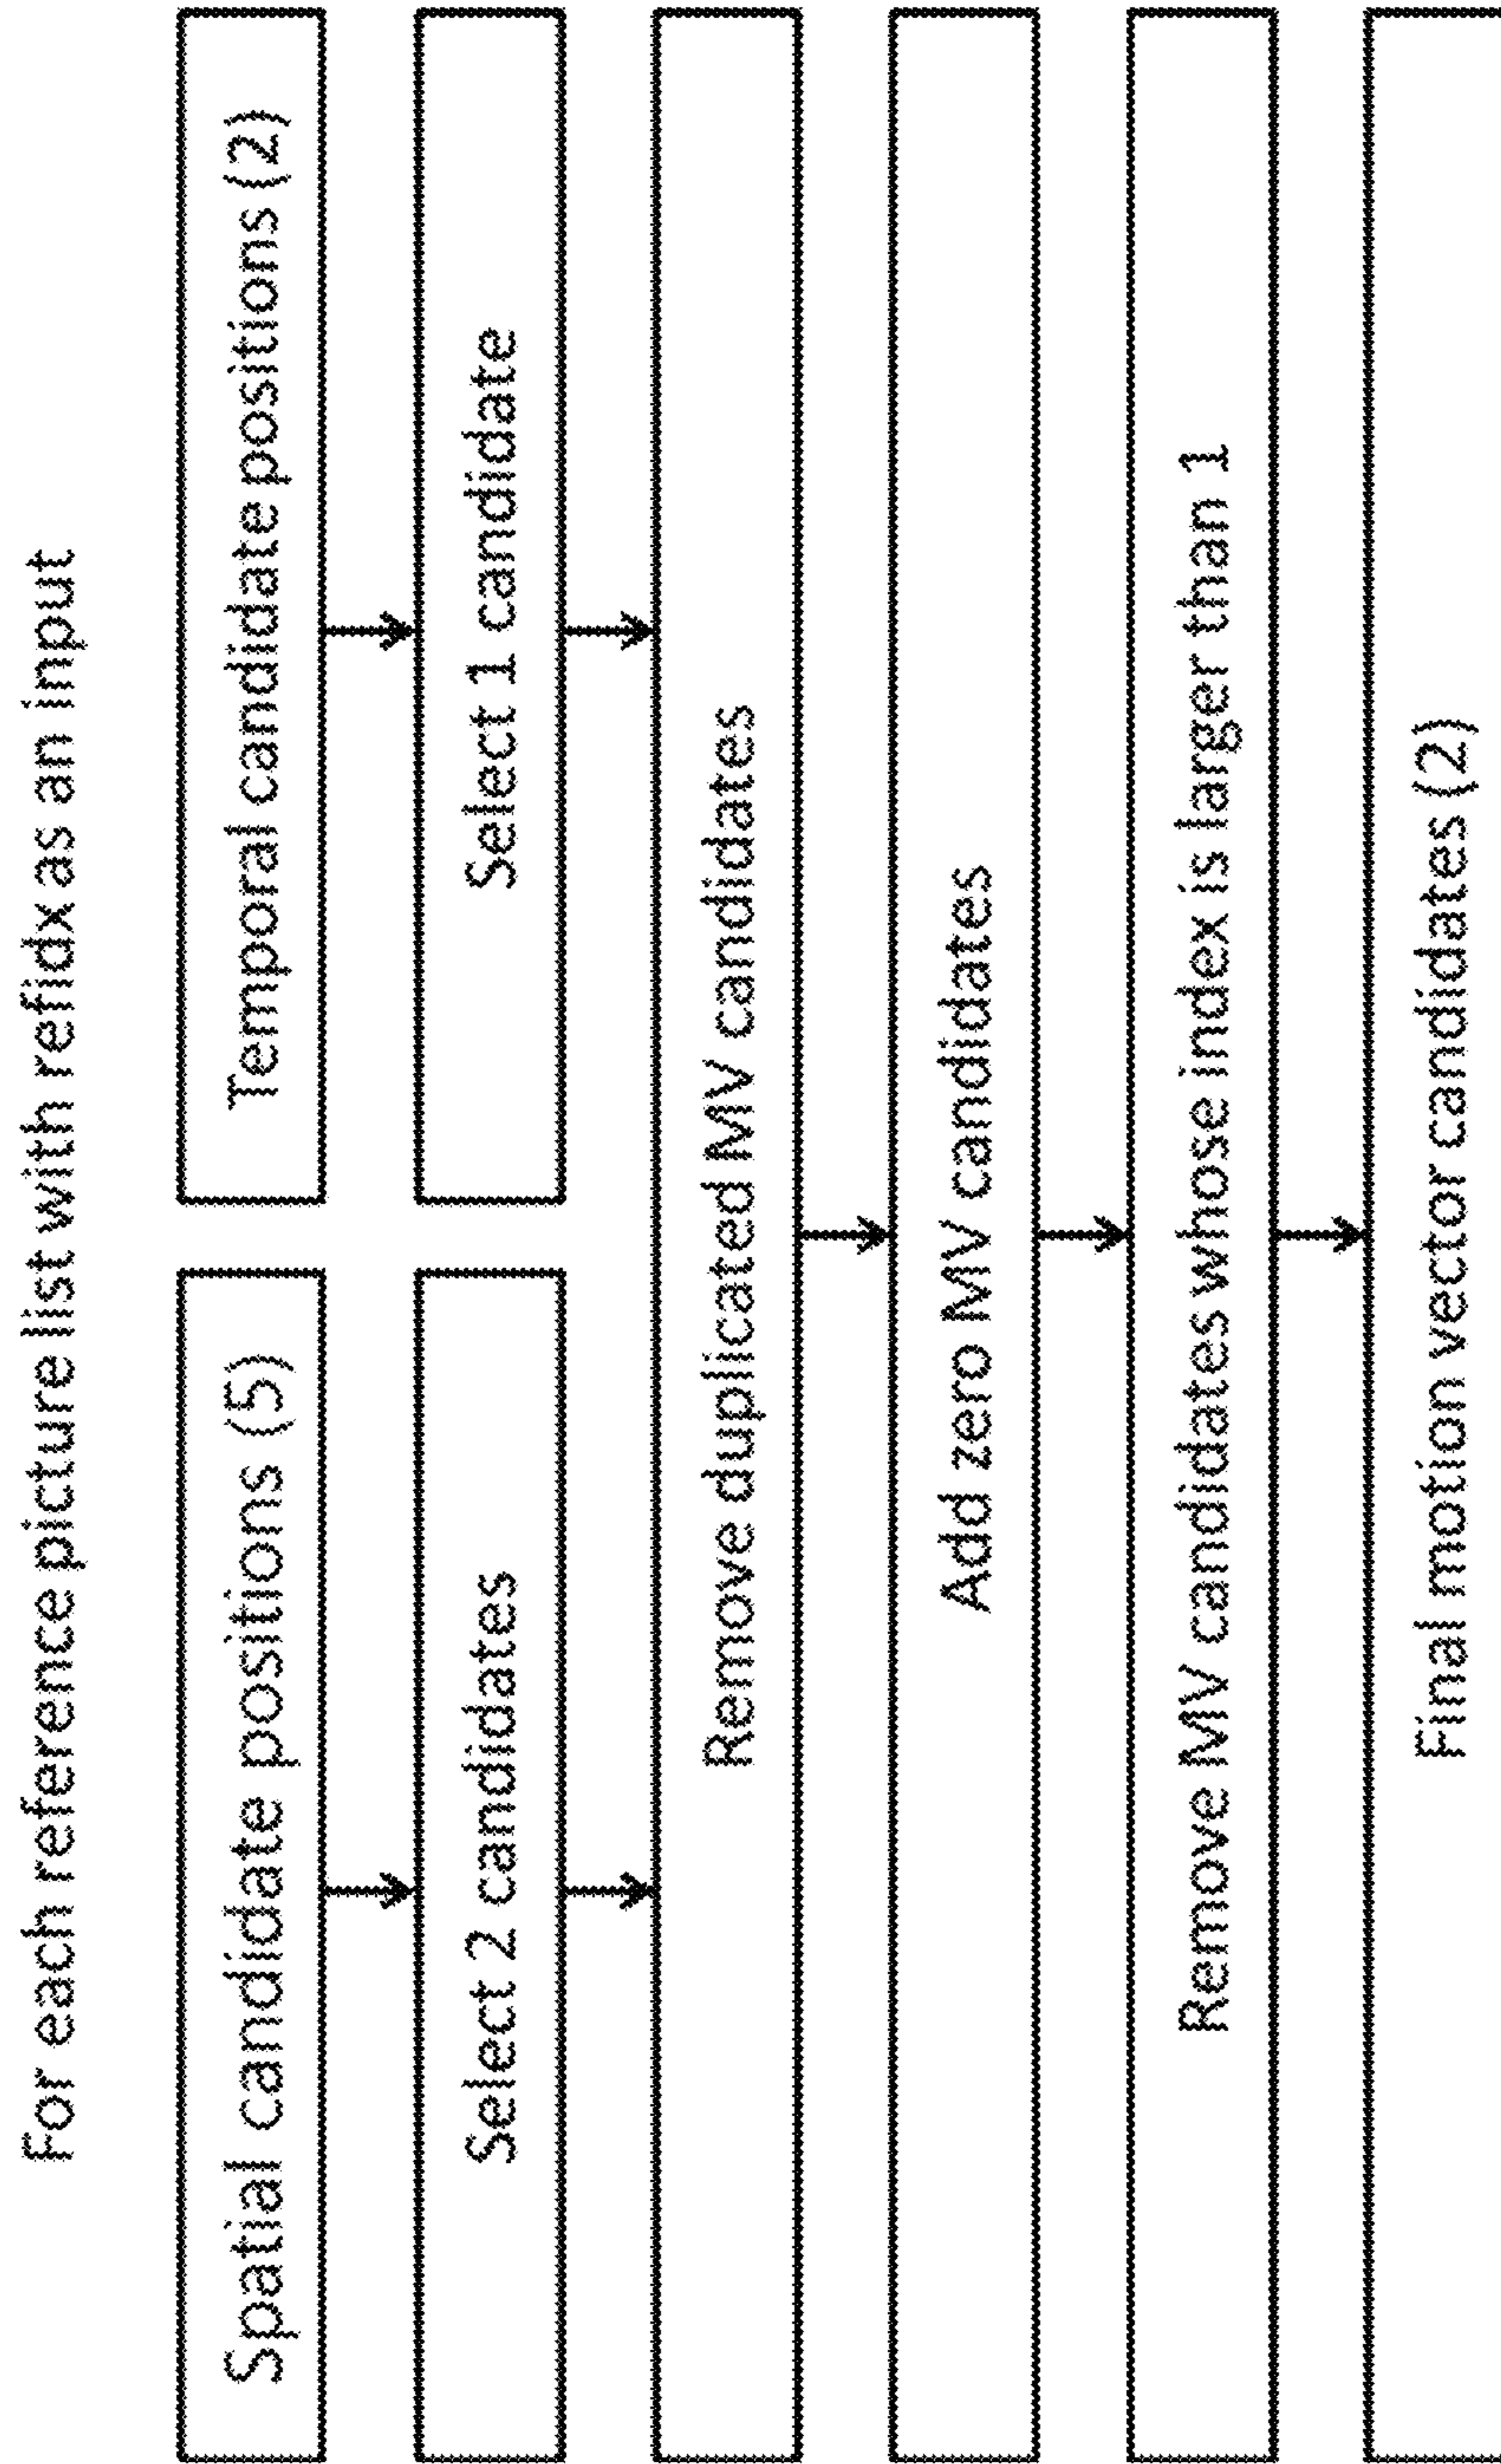 For each reference picture list with refidx as an input
Spatial candidate positions (5)
Temporal candidate positions (2)
Select 2 candidates
Select 1 candidate
Remove duplicated MV candidates
Add zero MV candidates
Remove MV candidates whose index is larger than 1
Final motion vector candidates (2)